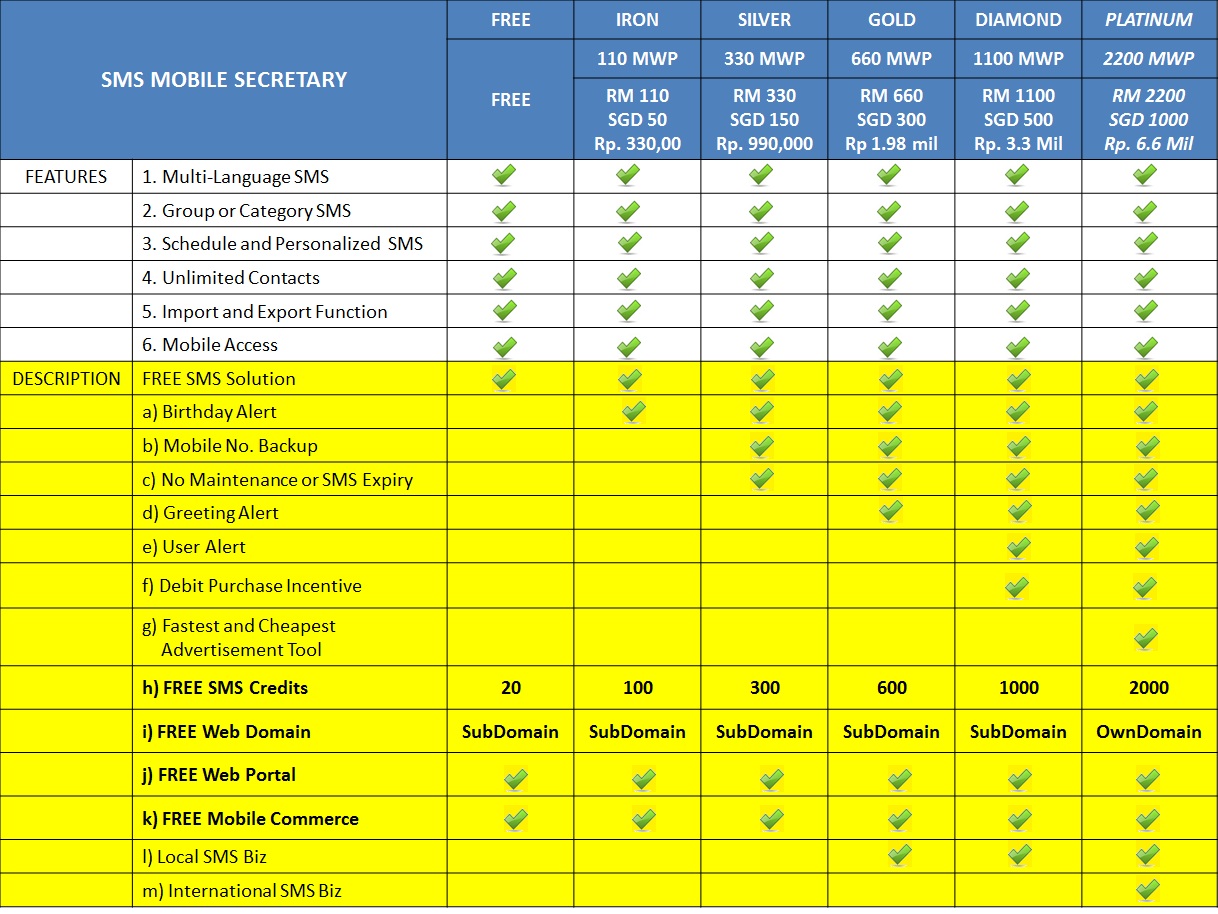 SMS MOBILE SECRETARY
FREE IRON SILVER GOLD DIAMOND PLATINUM
FREE 110 MWP 330 MWP 660 MWP 1100 MWP 2200 MWP
RM 110 RM 330 RM 660 RM 1100 RM 2200
SGD 50 SGD 150 SGD 300 SGD 500 SGD 1000
Rp. 330,00 Rp. 990,000 Rp 1.98 mil Rp. 3.3 Mil Rp. 6.6 Mil
FEATURES 1. Multi-Language SMS
2. Group or Category SMS
3. Schedule and Personalized SMS
4. Unlimited Contacts
5. Import and Export Function
6. Mobile Access
DESCRIPTION FREE SMS Solution
a) Birthday Alert
b) Mobile No. Backup
c) No Maintenance or SMS Expiry
d) Greeting Alert
e) User Alert
f) Debit Purchase Incentive
g) Fastest and Cheapest
Advertisement Tool
h) FREE SMS Credits 20 100 300 600 1000 2000
i) FREE Web Domain SubDomain SubDomain SubDomain SubDomain SubDomain OwnDomain
j) FREE Web Portal
k) FREE Mobile Commerce
l) Local SMS Biz
m) International SMS Biz